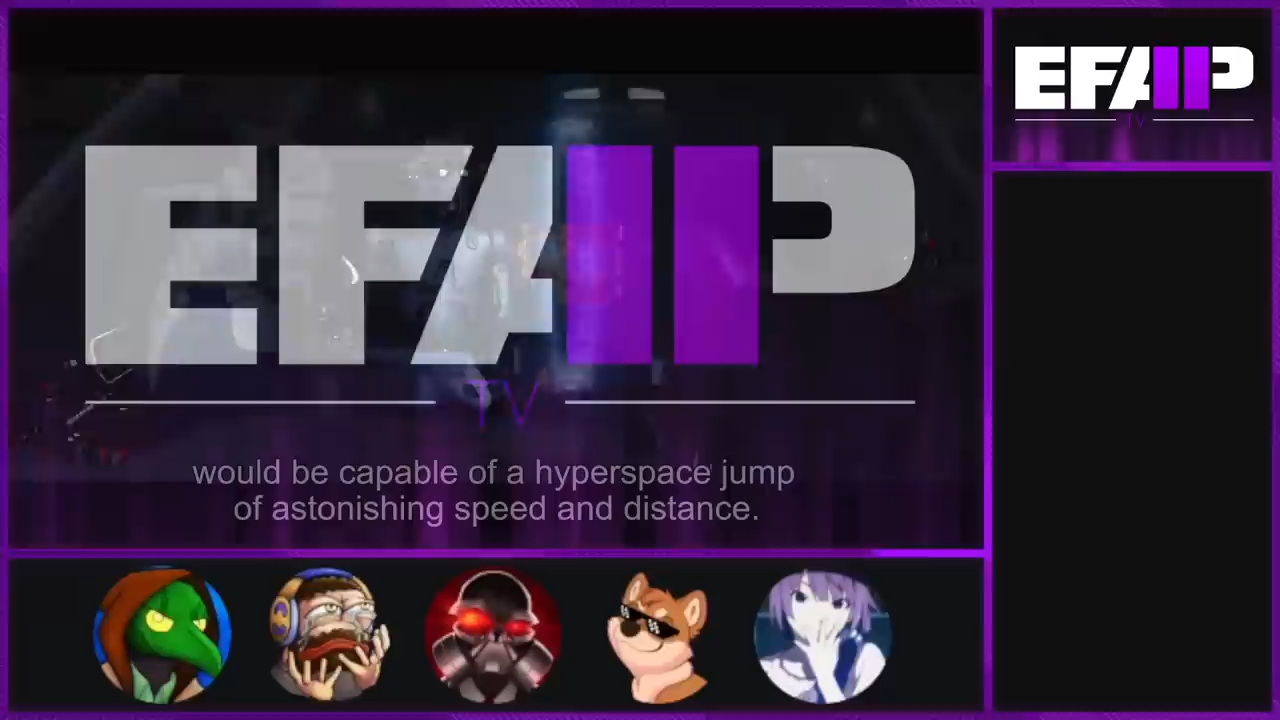 EFAP
TV
would be capable of a hyperspace jump
of astonishing speed and distance.
EFAP
TV